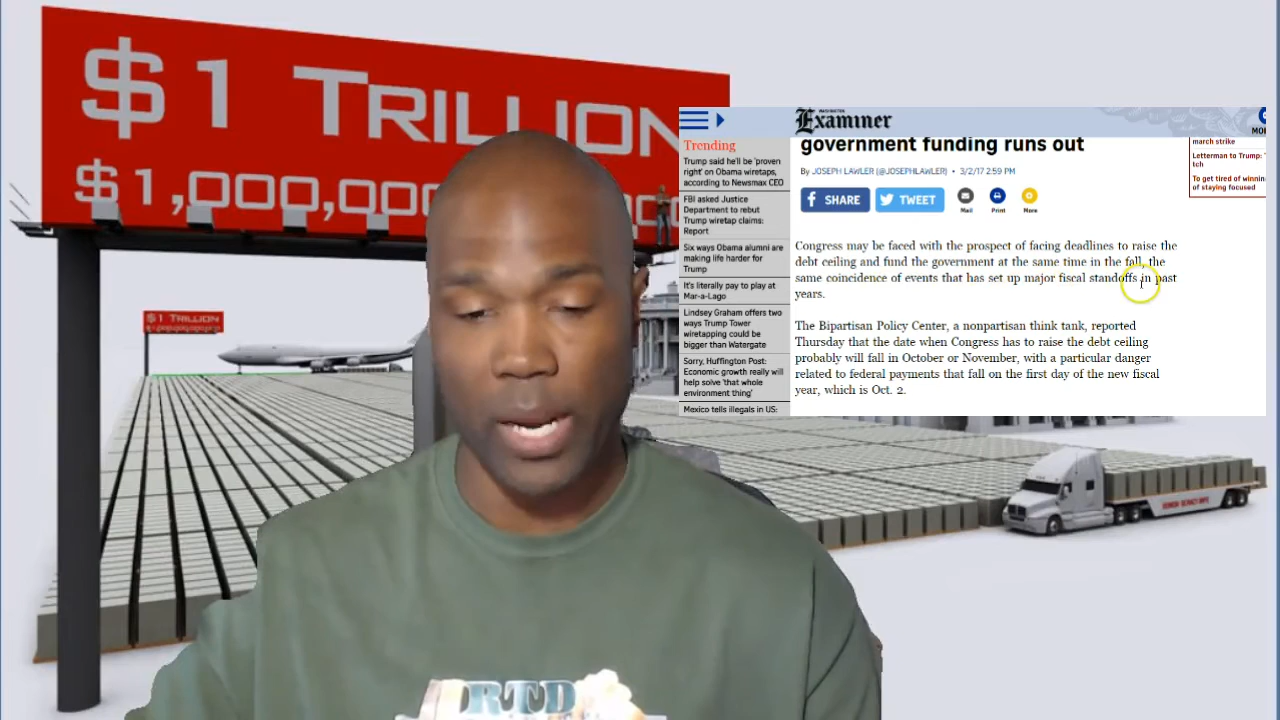 $1 TRILLION
$1,000,000
$1 TRILLION
WASHINGTON
Examiner
government funding runs out
By JOSEPH LAWLER (@JOSEPHLAWLER) • 3/2/17 2:59 PM
SHARE
TWEET
Mail
Print
More
Trending
Trump said he'll be 'proven
right' on Obama wiretaps,
according to Newsmax CEO
FBI asked Justice
Department to rebut
Trump wiretap claims:
Report
Six ways Obama alumni are
making life harder for
Trump
It's literally pay to play at
Mar-a-Lago
Lindsey Graham offers two
ways Trump Tower
wiretapping could be
bigger than Watergate
Sorry, Huffington Post:
Economic growth really will
help solve 'that whole
environment thing'
Mexico tells illegals in US:
Congress may be faced with the prospect of facing deadlines to raise the
debt ceiling and fund the government at the same time in the fall, the
same coincidence of events that has set up major fiscal standoffs in past
years.
The Bipartisan Policy Center, a nonpartisan think tank, reported
Thursday that the date when Congress has to raise the debt ceiling
probably will fall in October or November, with a particular danger
related to federal payments that fall on the first day of the new fiscal
year, which is Oct. 2.
MOR
march strike
Letterman to Trump: '
tch
To get tired of winnin
of staying focused
RTD